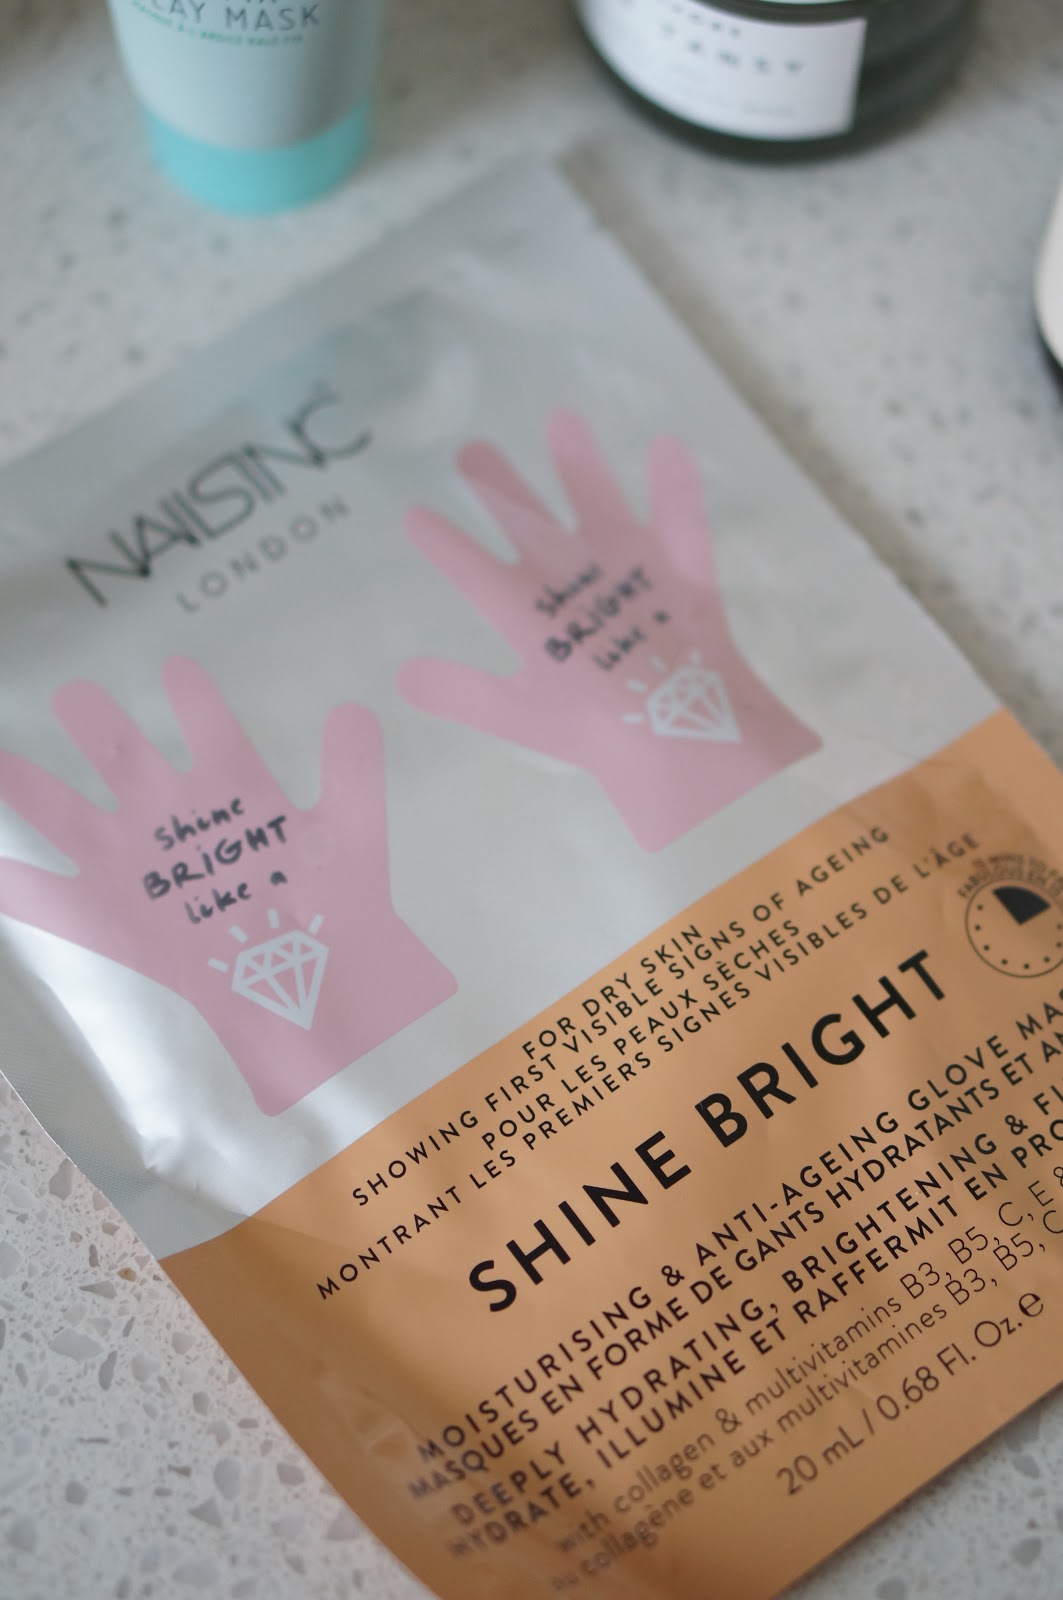 CLAY MASK
NAILSINC
LONDON
shine
BRIGHT
like a
shine
BRIGHT
like a
FOR DRY SKIN
SHOWING FIRST VISIBLE SIGNS OF AGEING
POUR LES PEAUX SÈCHES
MONTRANT LES PREMIERS SIGNES VISIBLES DE L'ÂGE
SHINE BRIGHT
MOISTURISING & ANTI-AGEING GLOVE MA
MASQUES EN FORME DE GANTS HYDRATANTS ET AN
DEEPLY HYDRATING, BRIGHTENING & FI
HYDRATE, ILLUMINE ET RAFFERMIT EN PRO
with collagen & multivitamins B3, B5, C, E &
au collagène et aux multivitamines B3, B5, C
20 mL / 0.68 Fl. Oz. e